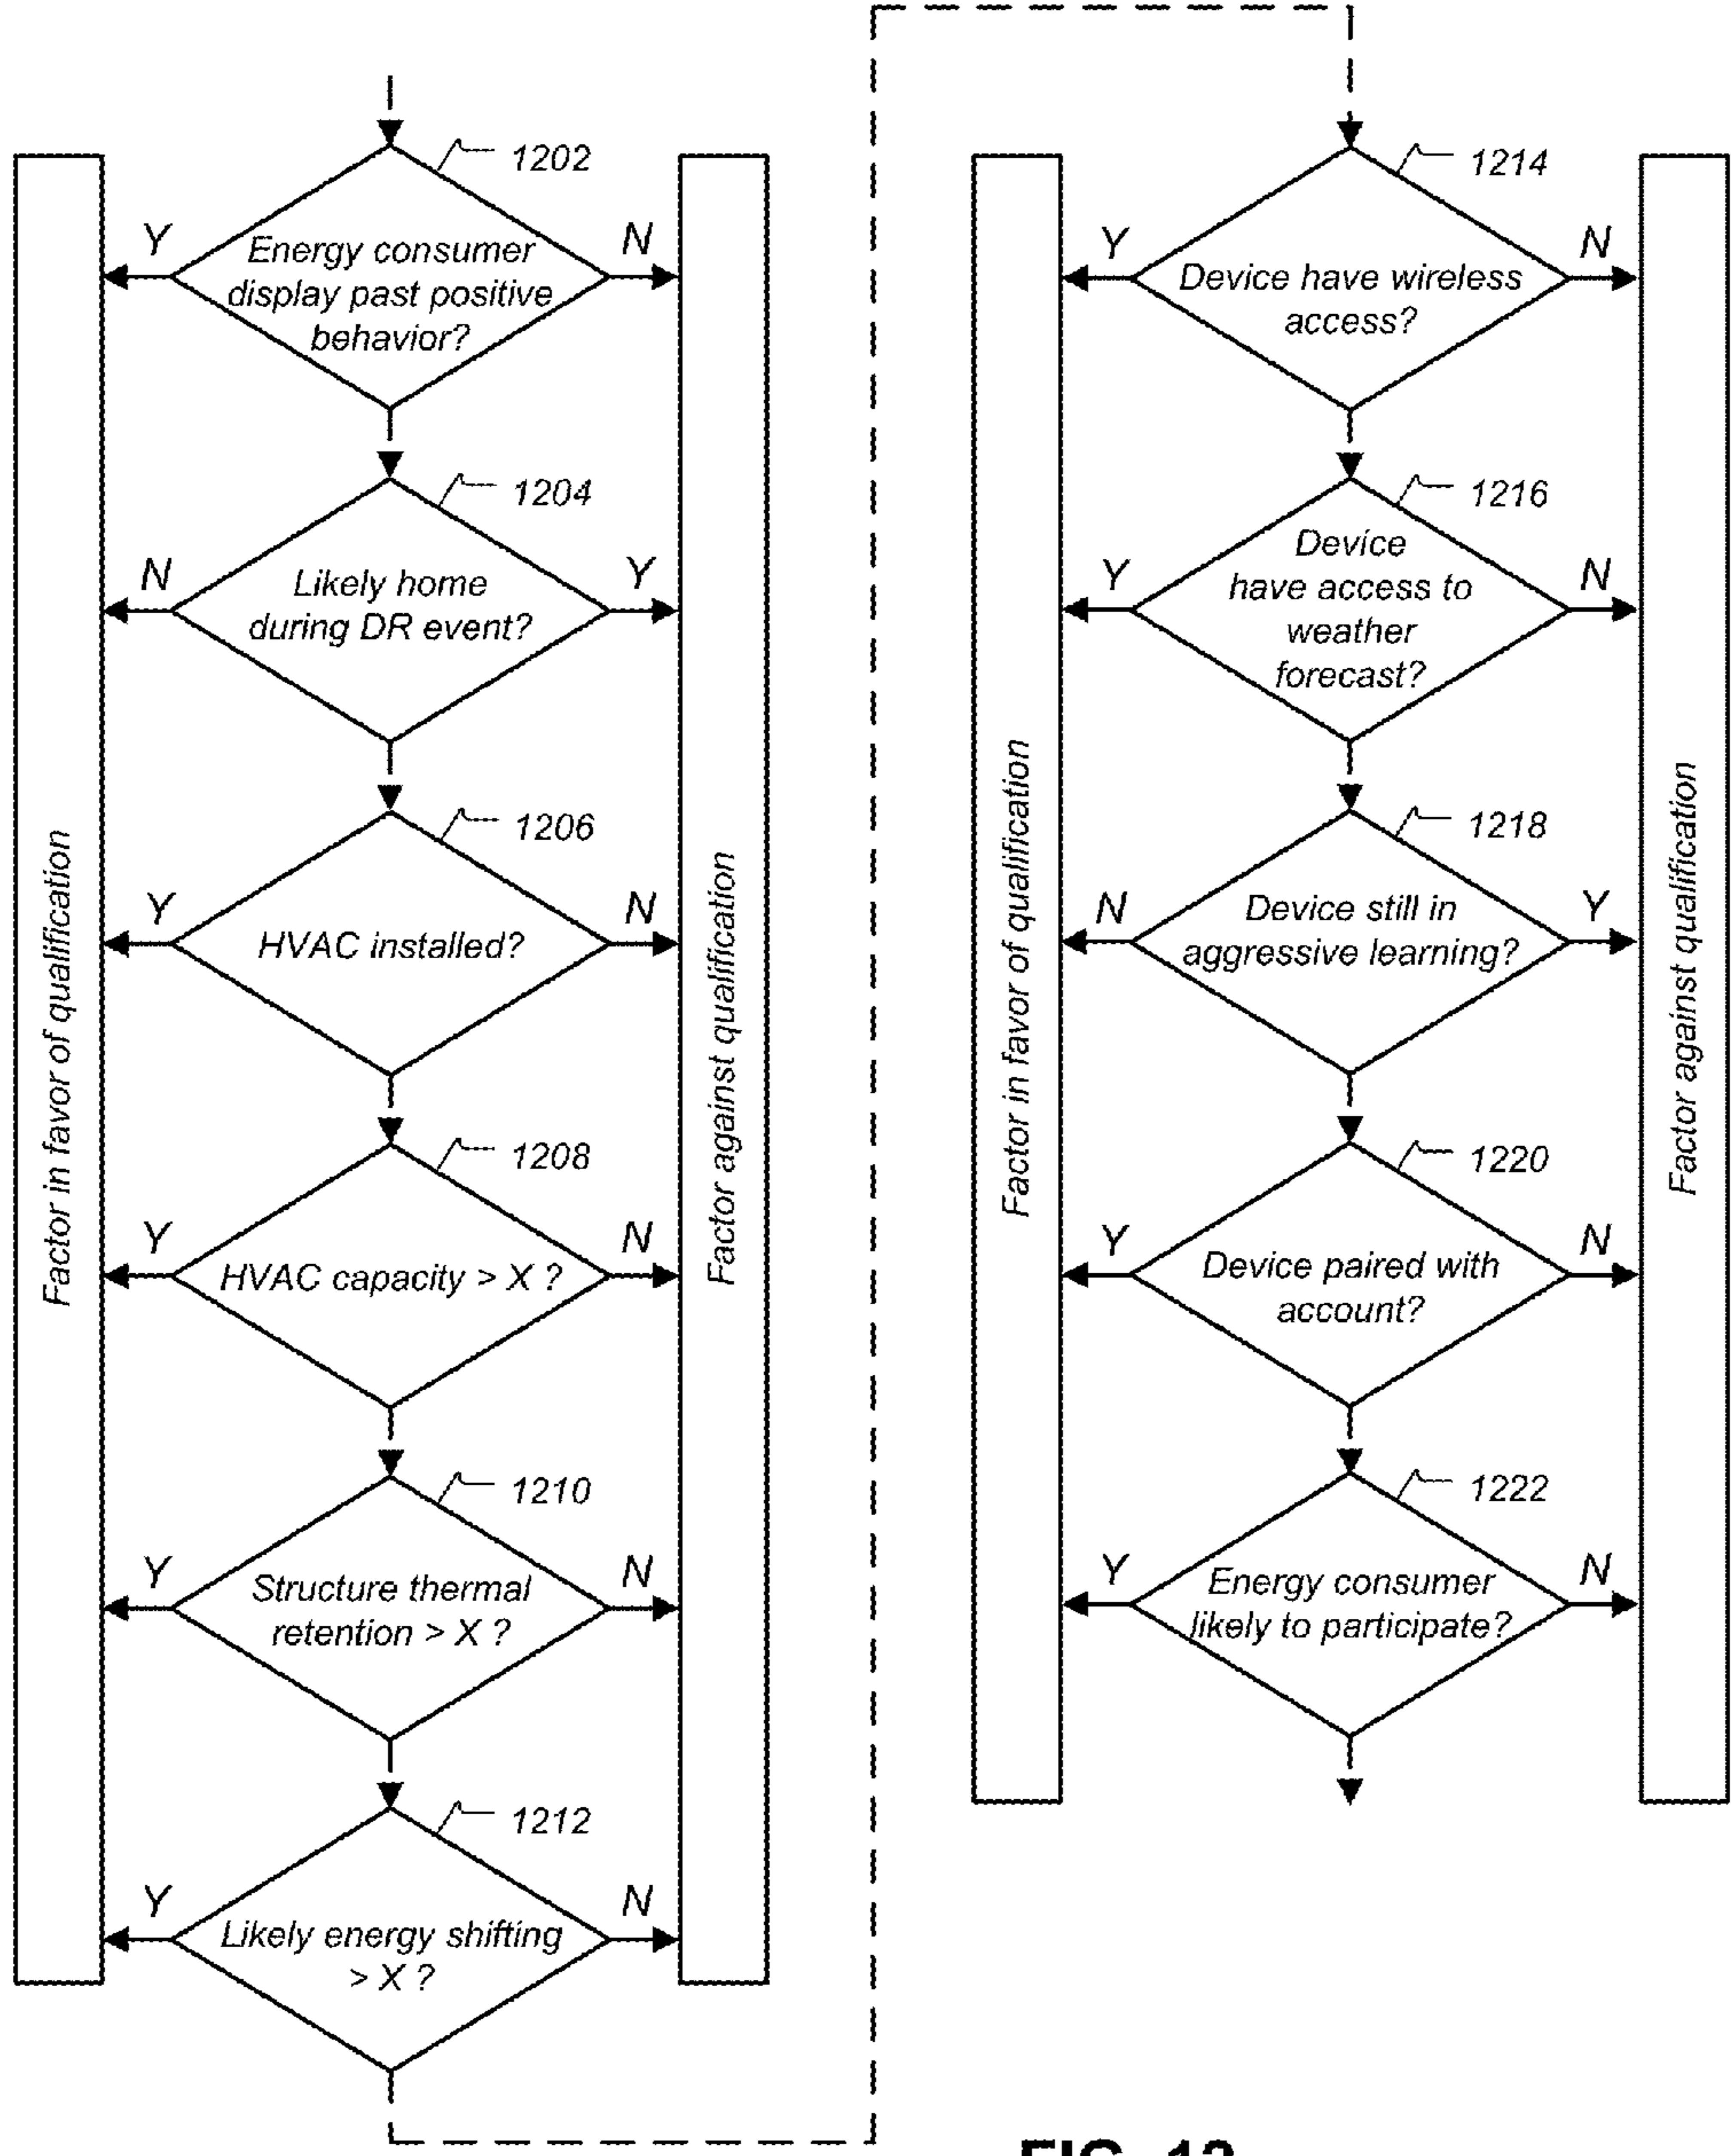 1202
Y
N
Energy consumer
display past positive
behavior?
1204
N
Y
Likely home
during DR event?
1206
Y
N
HVAC installed?
1208
Y
N
HVAC capacity > X ?
1210
Y
N
Structure thermal
retention > X ?
1212
Y
N
Likely energy shifting
> X ?
Factor in favor of qualification
Factor against qualification
1214
Y
N
Device have wireless
access?
1216
Device
Y
N
have access to
weather
forecast?
1218
N
Y
Device still in
aggressive learning?
1220
Y
N
Device paired with
account?
1222
Y
N
Energy consumer
likely to participate?
Factor in favor of qualification
Factor against qualification